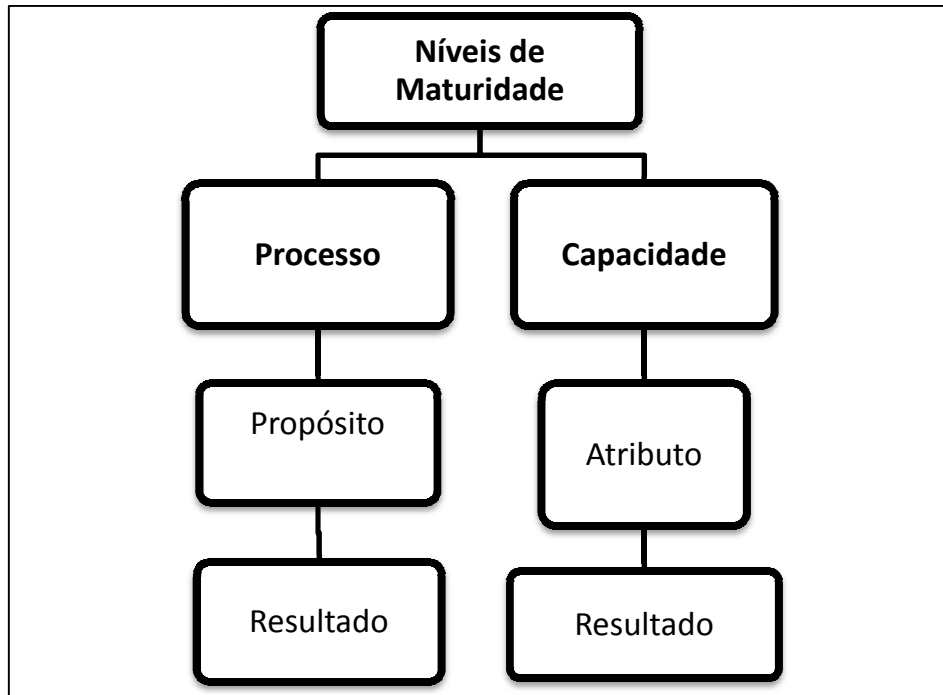 Níveis de
Maturidade
Processo
Capacidade
Propósito
Atributo
Resultado
Resultado